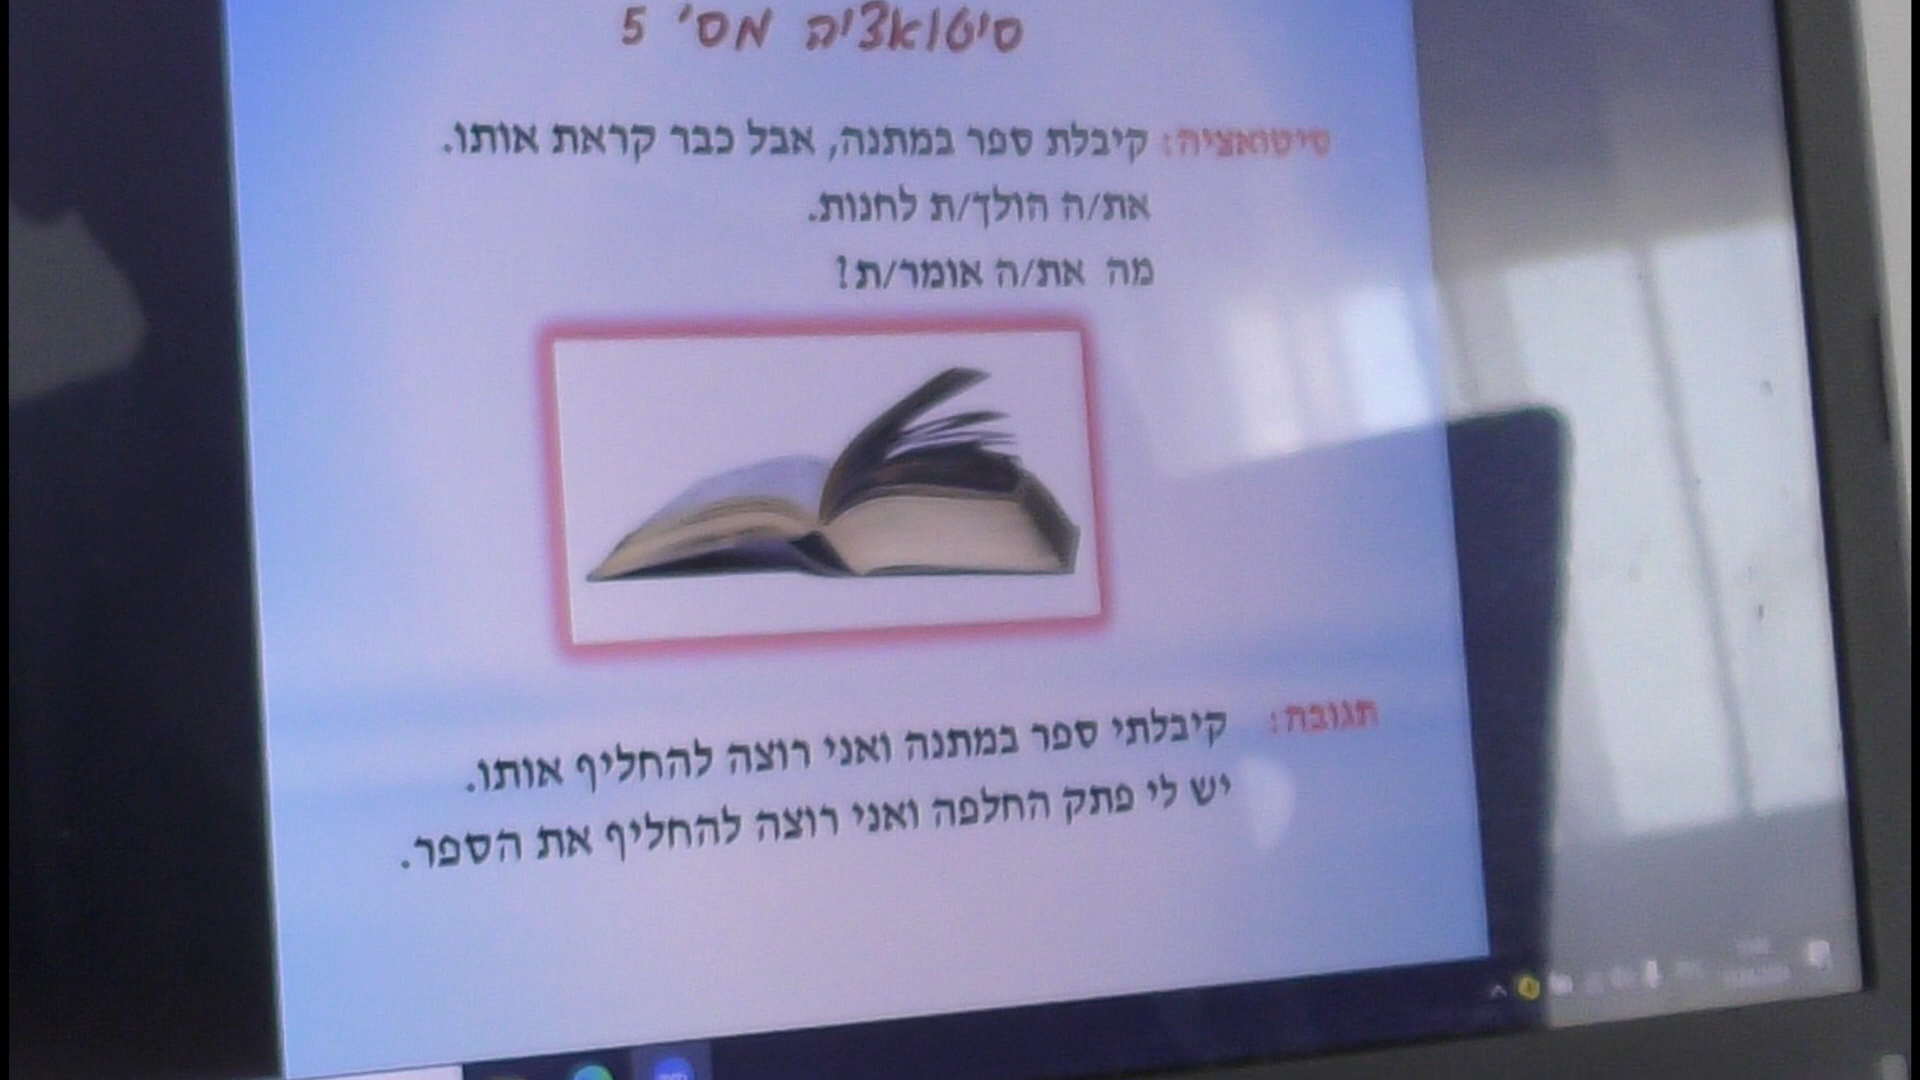 סיטואציה מס' 5
סיטואציה: קיבלת ספר במתנה, אבל כבר קראת אותו.
את/ה הולך/ת לחנות.
מה את/ה אומר/ת?
תגובה: קיבלתי ספר במתנה ואני רוצה להחליף אותו.
יש לי פתק החלפה ואני רוצה להחליף את הספר.